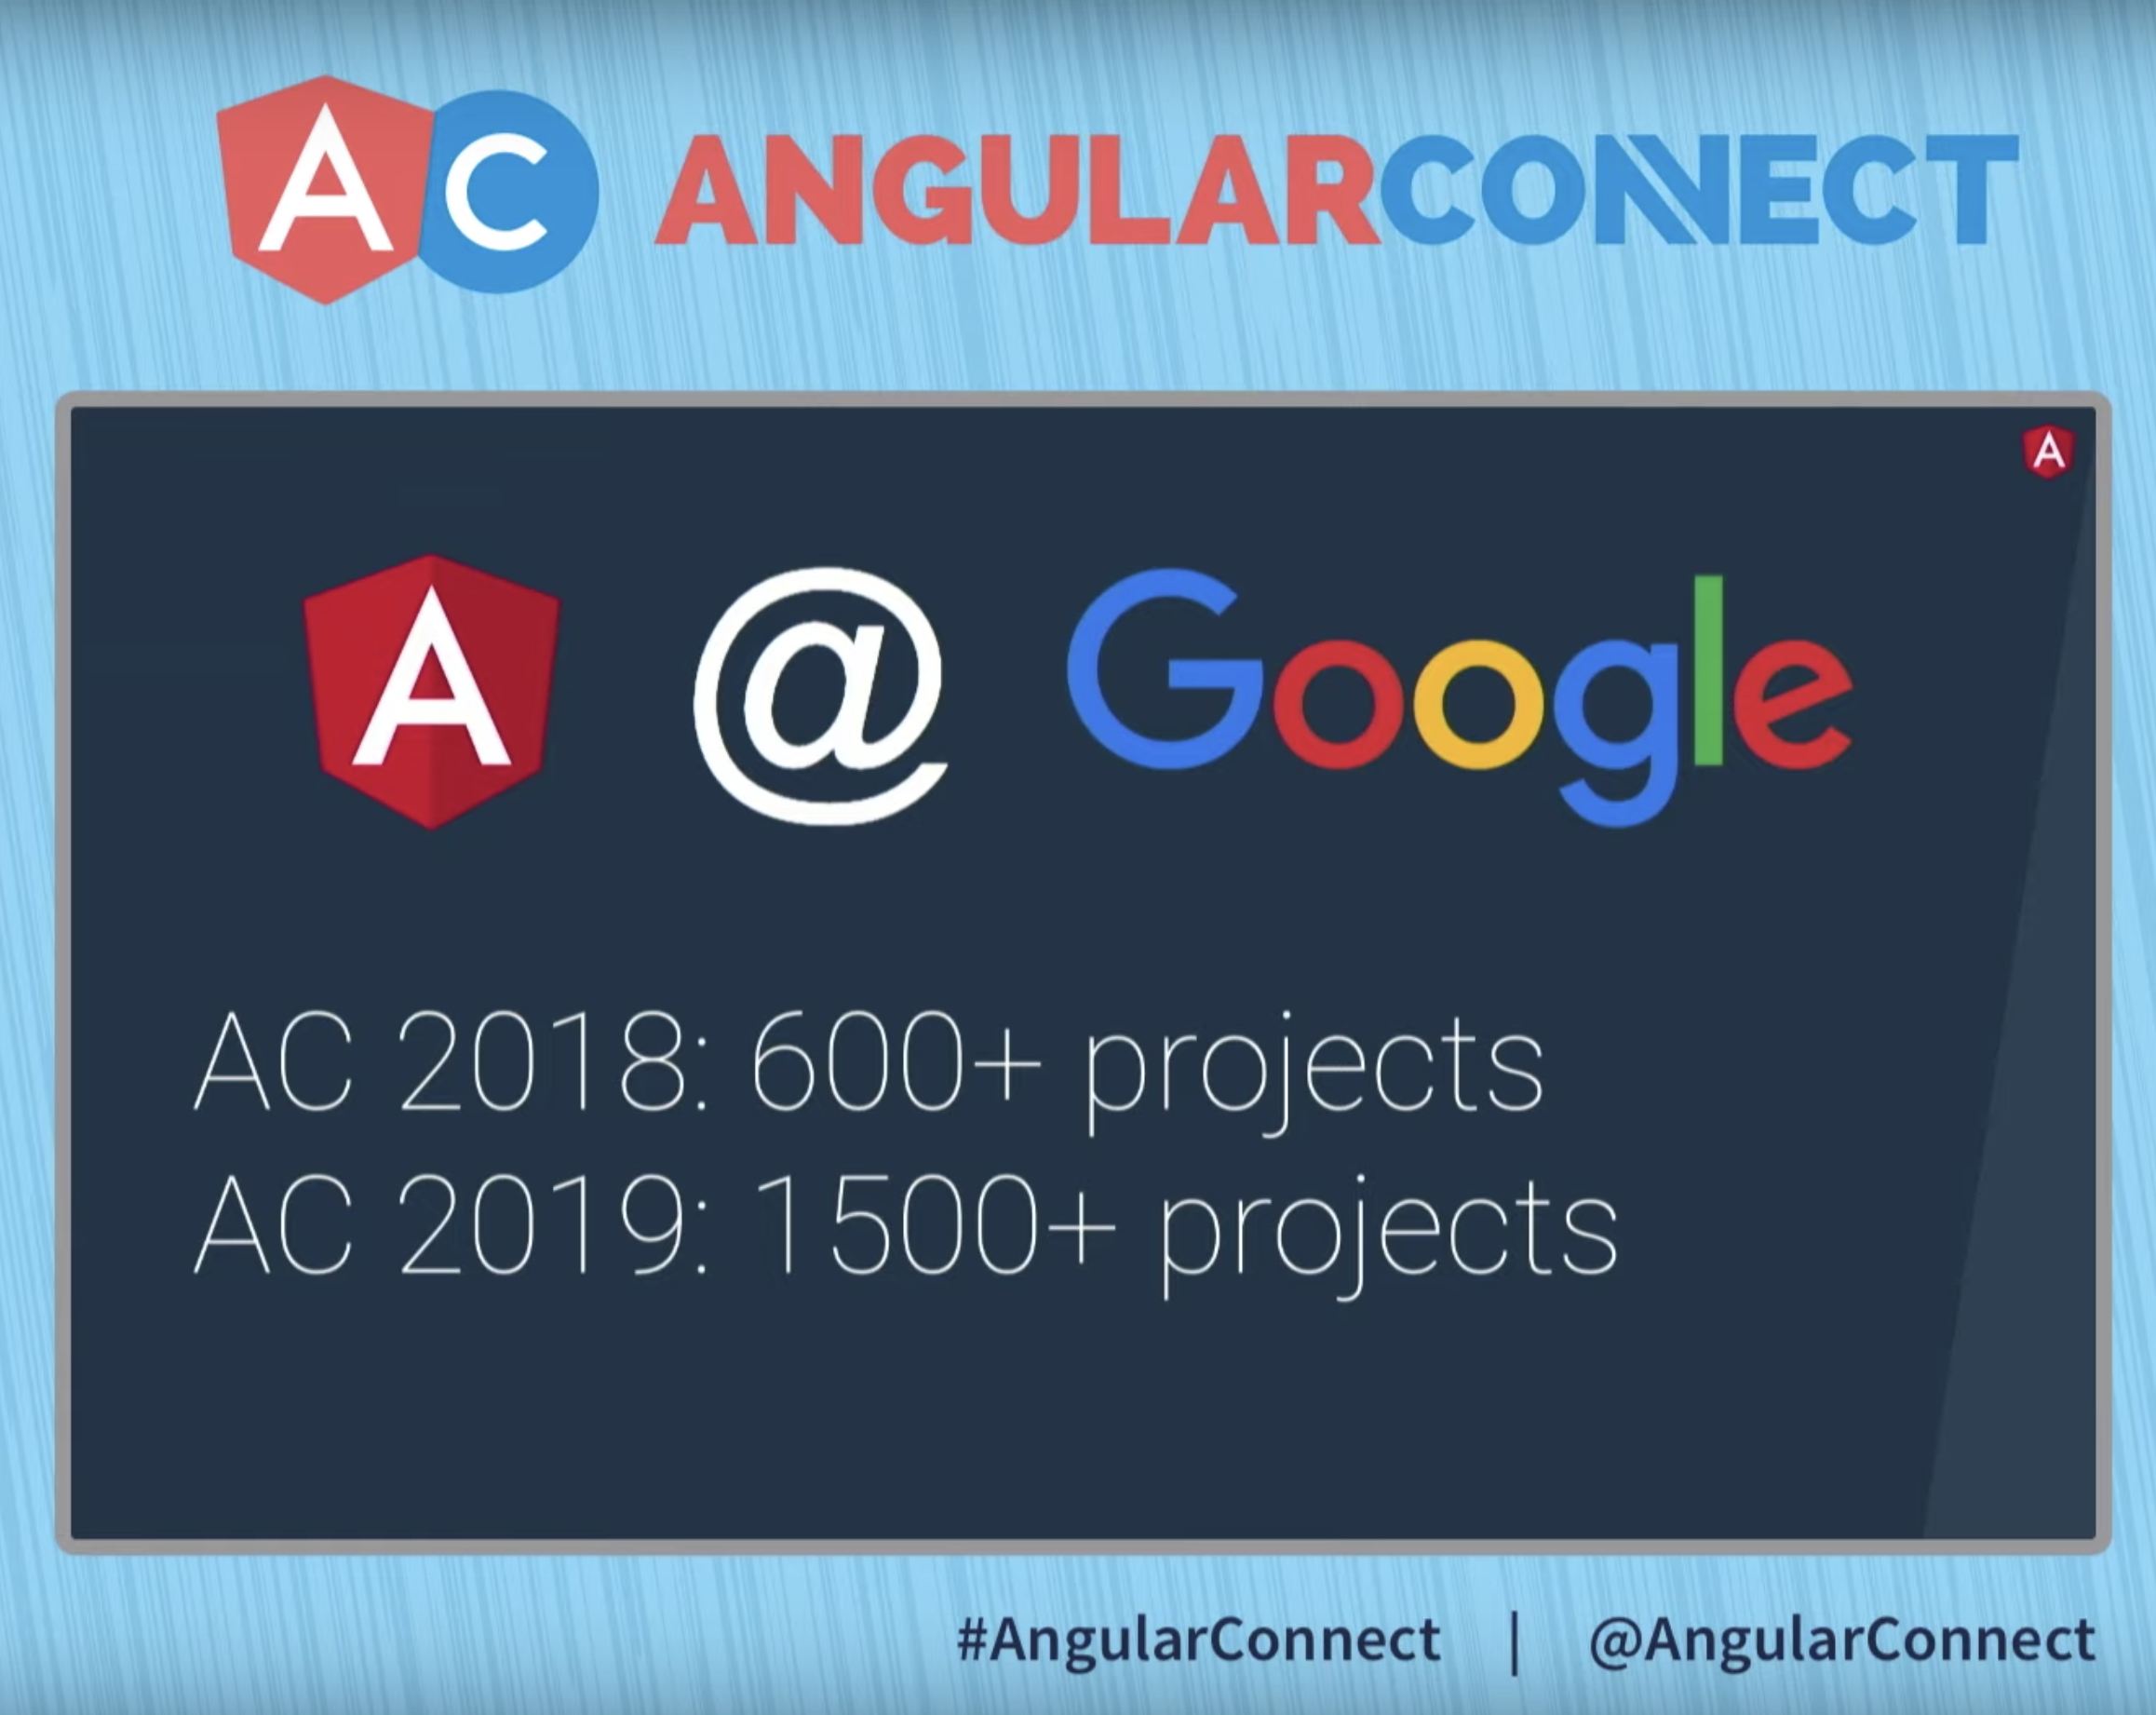 AC ANGULARCONNECT
A
A @ Google
AC 2018: 600+ projects
AC 2019: 1500+ projects
#AngularConnect | @AngularConnect